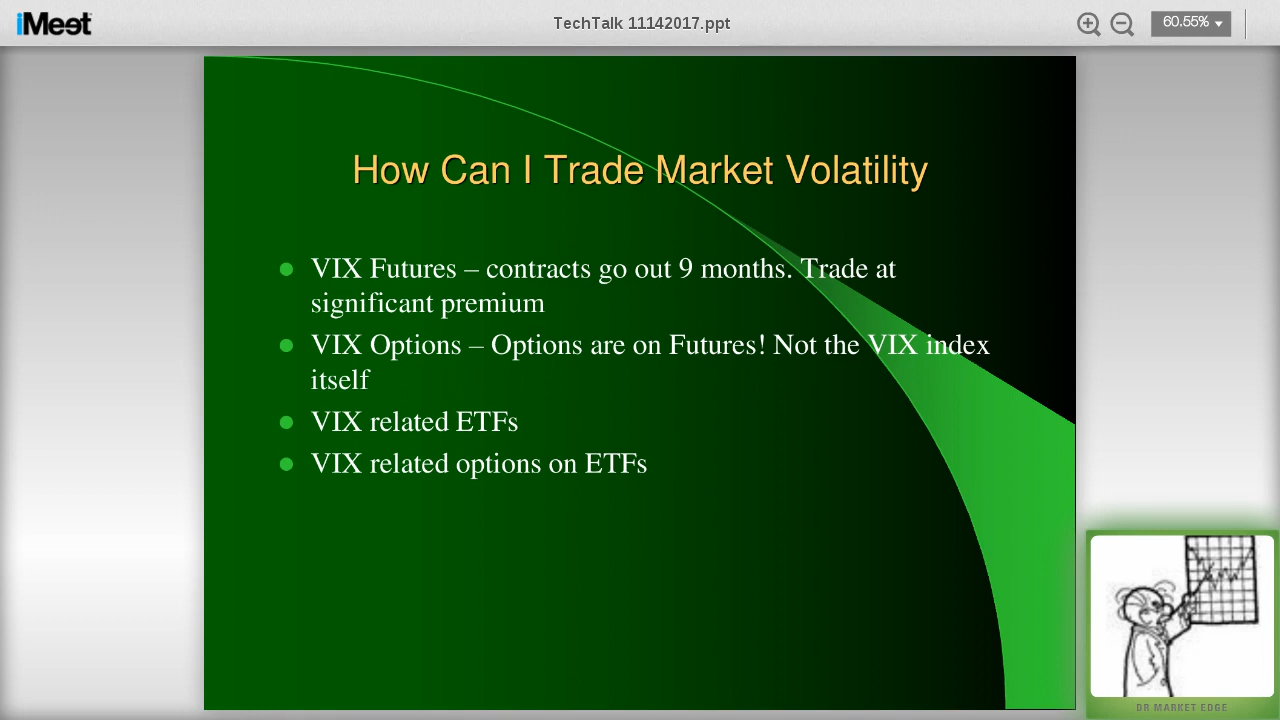 iMeet
TechTalk 11142017.ppt
60.55%
How Can I Trade Market Volatility
VIX Futures – contracts go out 9 months. Trade at
significant premium
VIX Options – Options are on Futures! Not the VIX index
itself
VIX related ETFs
VIX related options on ETFs
DR MARKET EDGE